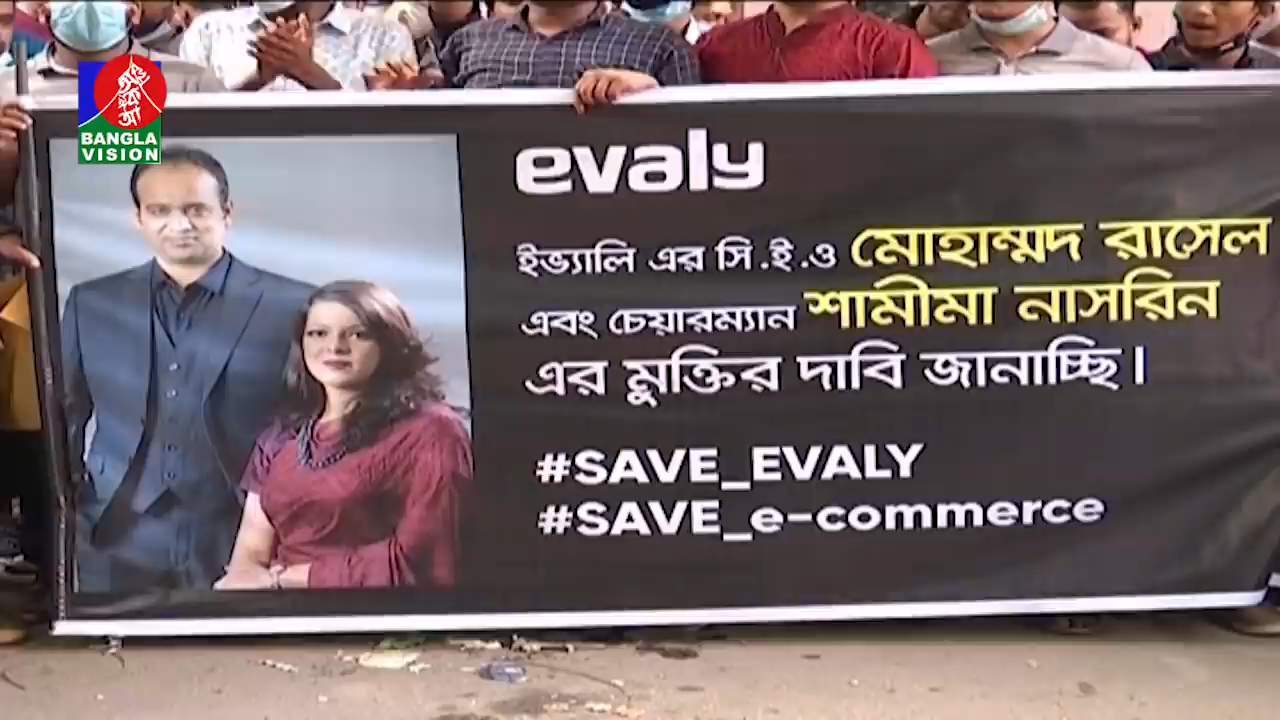 BANGLA
VISION
evaly
ইভ্যালি এর সি.ই.ও মোহাম্মদ রাসেল
এবং চেয়ারম্যান শামীমা নাসরিন
এর মুক্তির দাবি জানাচ্ছি।
#SAVE_EVALY
#SAVE_e-commerce